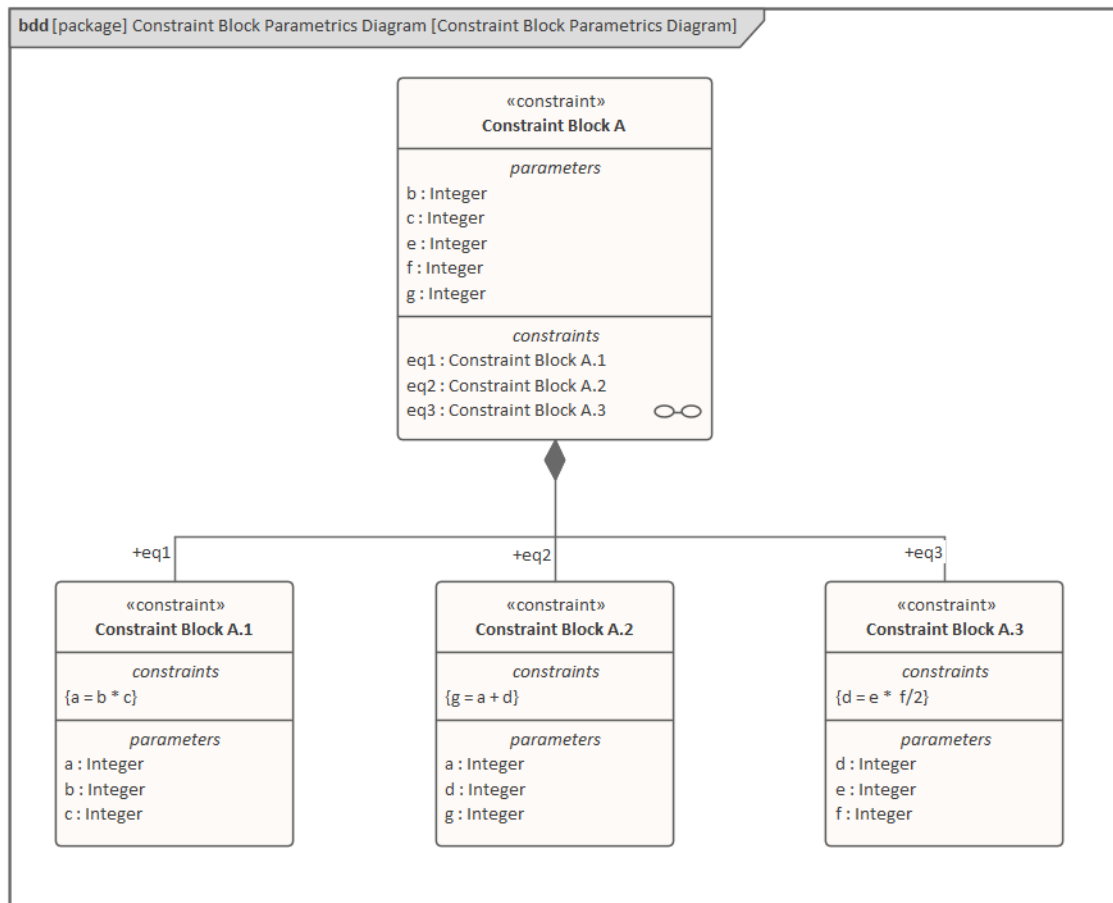 bdd [package] Constraint Block Parametrics Diagram [Constraint Block Parametrics Diagram]
«constraint»
Constraint Block A
parameters
b : Integer
c : Integer
e : Integer
f : Integer
g : Integer
constraints
eq1 : Constraint Block A.1
eq2 : Constraint Block A.2
eq3 : Constraint Block A.3
+eq1
+eq2
+eq3
«constraint»
Constraint Block A.1
constraints
{a = b * c}
parameters
a : Integer
b : Integer
c : Integer
«constraint»
Constraint Block A.2
constraints
{g = a + d}
parameters
a : Integer
d : Integer
g : Integer
«constraint»
Constraint Block A.3
constraints
{d = e * f/2}
parameters
d : Integer
e : Integer
f : Integer